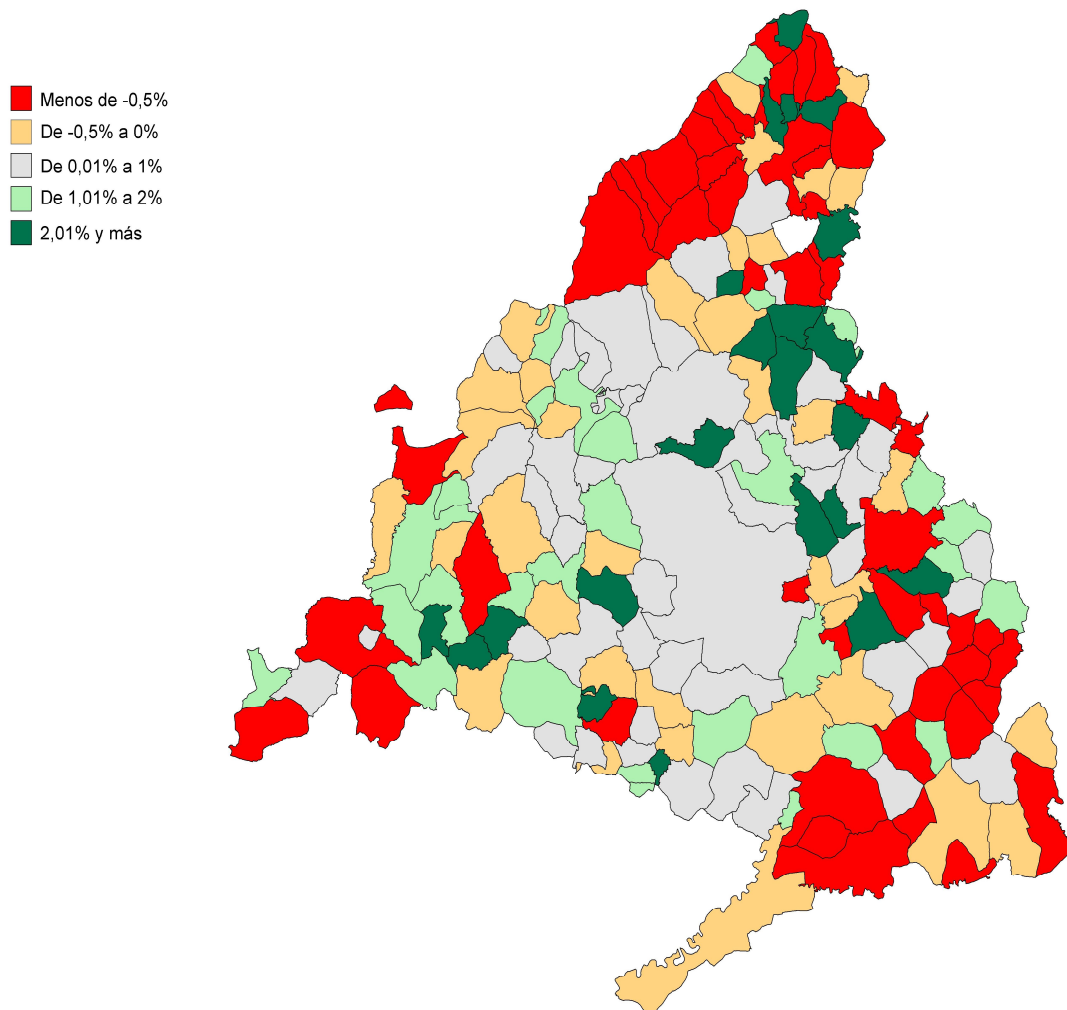 Menos de -0,5%
De -0,5% a 0%
De 0,01% a 1%
De 1,01% a 2%
2,01% y más